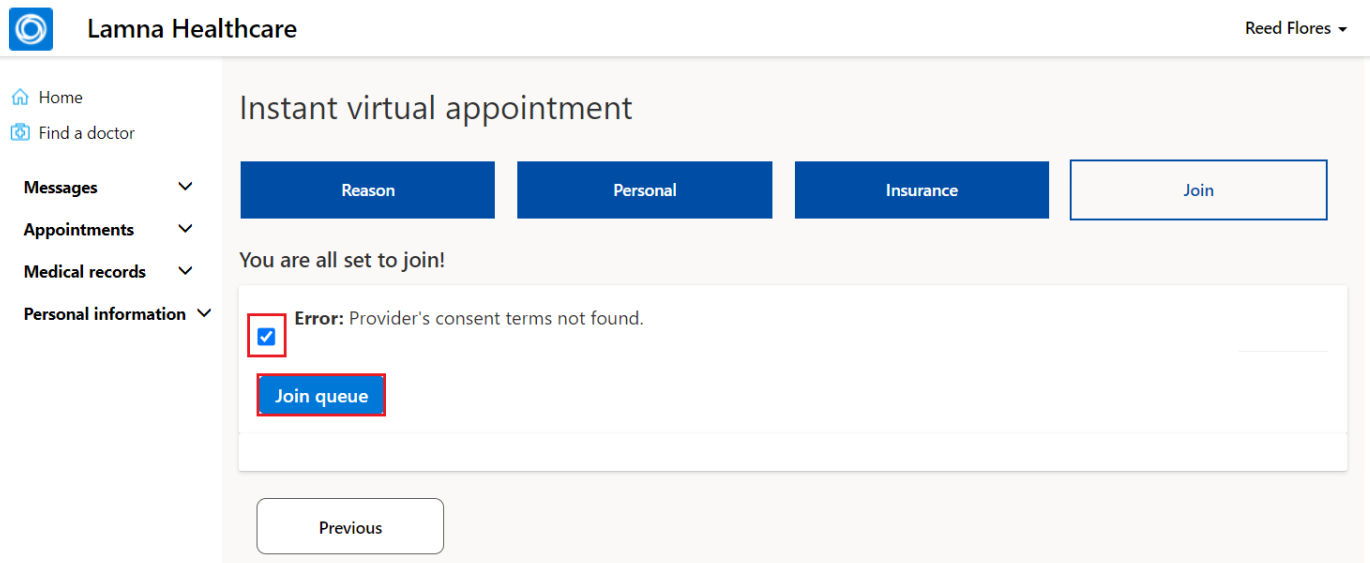 Lamna Healthcare
Reed Flores
Home
Find a doctor
Messages
Appointments
Medical records
Personal information
Instant virtual appointment
Reason Personal Insurance Join
You are all set to join!
Error: Provider's consent terms not found.
Join queue
Previous